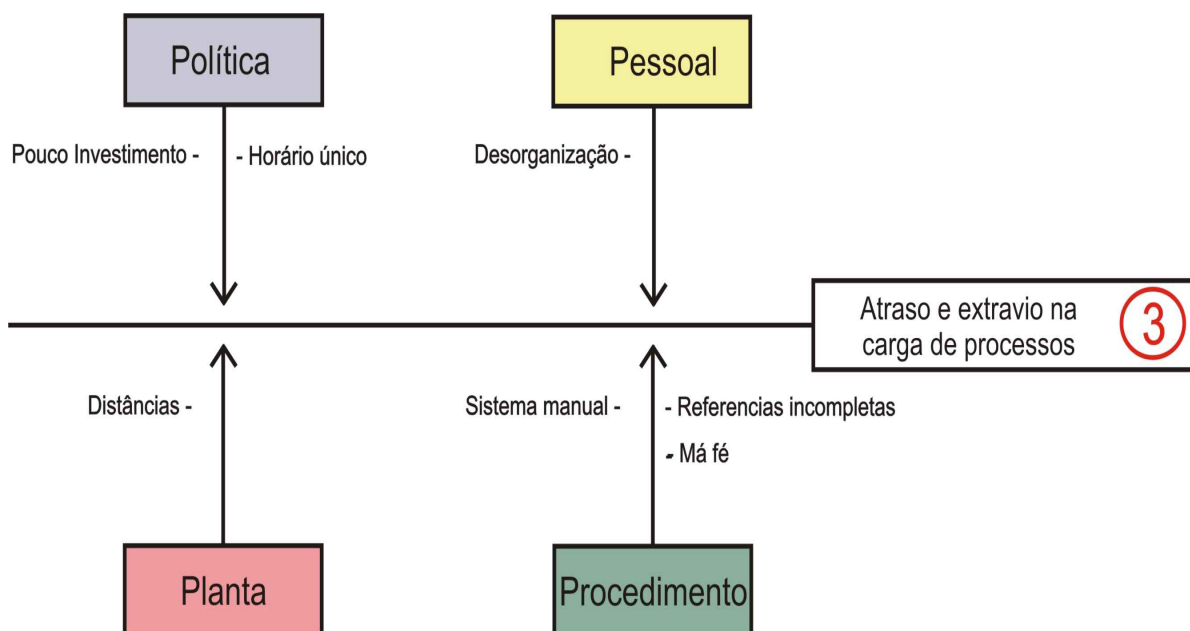 Política
Pessoal
Pouco Investimento -
- Horário único
Desorganização -
Atraso e extravio na
carga de processos
3
Distâncias -
Sistema manual -
- Referencias incompletas
- Má fé
Planta
Procedimento